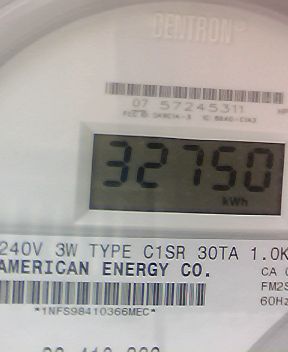 CENTRON®
07 57245311
32750
kWh
240V 3W TYPE C1SR 30TA 1.0K
AMERICAN ENERGY CO.
CA
FM2S
60Hz
*1NFS98410366MEC*